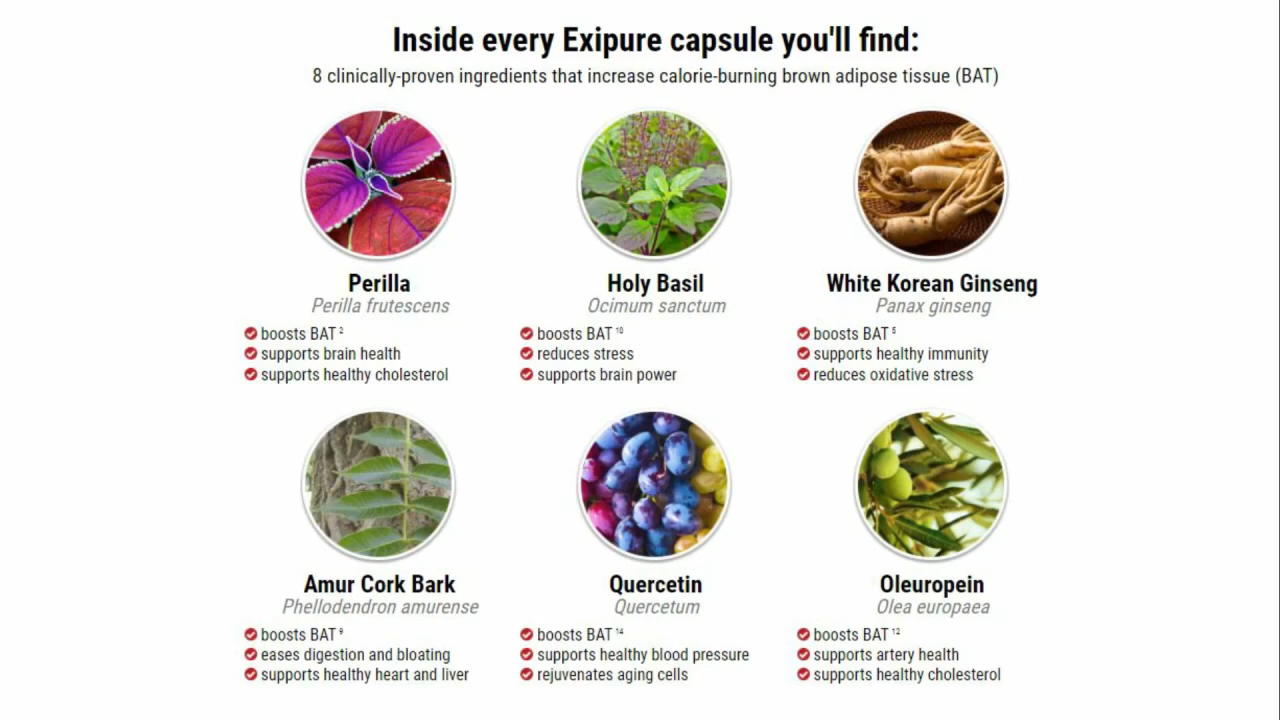 Inside every Exipure capsule you'll find:
8 clinically-proven ingredients that increase calorie-burning brown adipose tissue (BAT)
Perilla
Perilla frutescens
boosts BAT 2
supports brain health
supports healthy cholesterol
Holy Basil
Ocimum sanctum
boosts BAT 10
reduces stress
supports brain power
White Korean Ginseng
Panax ginseng
boosts BAT 5
supports healthy immunity
reduces oxidative stress
Amur Cork Bark
Phellodendron amurense
boosts BAT 9
eases digestion and bloating
supports healthy heart and liver
Quercetin
Quercetum
boosts BAT 14
supports healthy blood pressure
rejuvenates aging cells
Oleuropein
Olea europaea
boosts BAT 12
supports artery health
supports healthy cholesterol